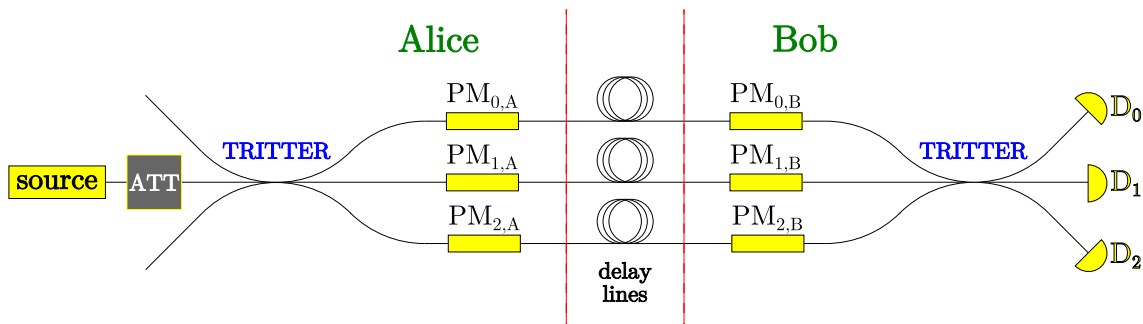 Alice
Bob
PM0,A
PM0,B
D0
TRITTER
TRITTER
PM1,A
PM1,B
source
ATT
D1
PM2,A
PM2,B
D2
delay
lines